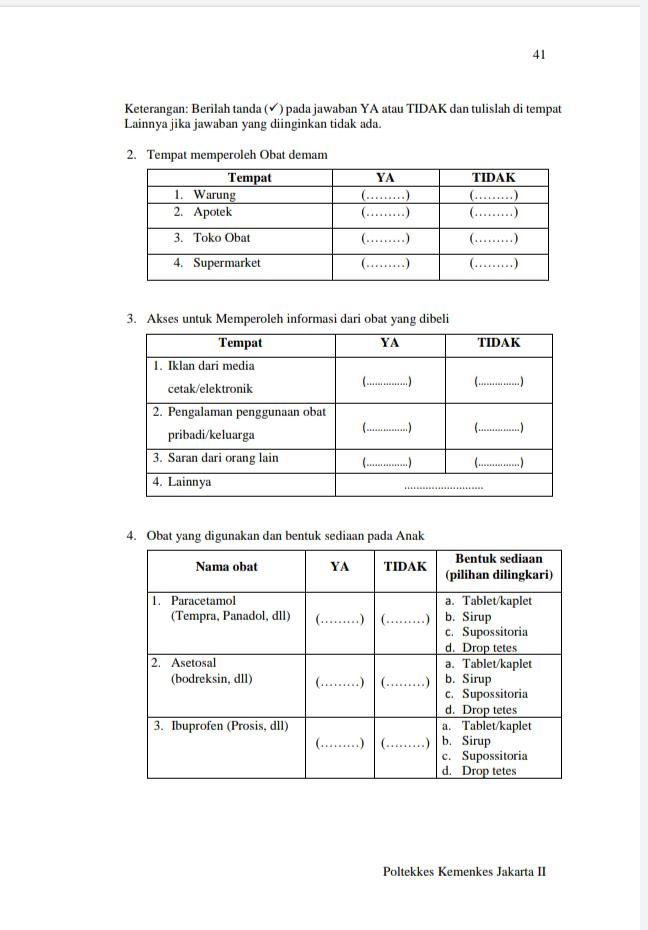 41
Keterangan: Berilah tanda (✓) pada jawaban YA atau TIDAK dan tulislah di tempat
Lainnya jika jawaban yang diinginkan tidak ada.
2. Tempat memperoleh Obat demam
Tempat YA TIDAK
1. Warung (………) (………)
2. Apotek (………) (………)
3. Toko Obat (………) (………)
4. Supermarket (………) (………)
3. Akses untuk Memperoleh informasi dari obat yang dibeli
Tempat YA TIDAK
1. Iklan dari media
cetak/elektronik (...............) (...............)
2. Pengalaman penggunaan obat
pribadi/keluarga (...............) (...............)
3. Saran dari orang lain (...............) (...............)
4. Lainnya ..........................
4. Obat yang digunakan dan bentuk sediaan pada Anak
Nama obat YA TIDAK Bentuk sediaan
(pilihan dilingkari)
1. Paracetamol a. Tablet/kaplet
(Tempra, Panadol, dll) (………) (………) b. Sirup
c. Supossitoria
d. Drop tetes
2. Asetosal a. Tablet/kaplet
(bodreksin, dll) (………) (………) b. Sirup
c. Supossitoria
d. Drop tetes
3. Ibuprofen (Prosis, dll) a. Tablet/kaplet
(………) (………) b. Sirup
c. Supossitoria
d. Drop tetes
Poltekkes Kemenkes Jakarta II